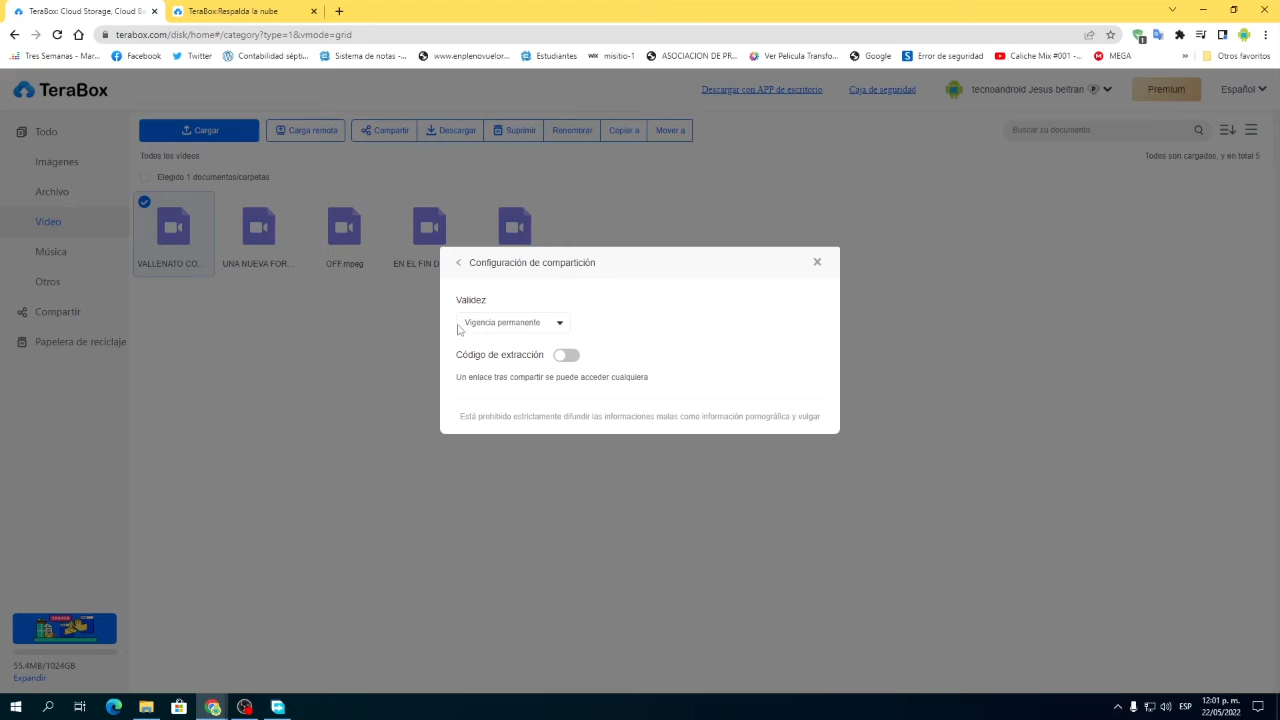 TeraBox: Cloud Storage, Cloud Ba
TeraBox:Respalda la nube
terabox.com/disk/home#/category?type=1&vmode=grid
Tres Semanas - Mar...
Facebook
Twitter
Contabilidad sépti...
Sistema de notas -...
www.enplenovuelor...
Estudiantes
misitio-1
ASOCIACION DE PR...
Ver Pelicula Transfo...
Google
Error de seguridad
Caliche Mix #001 -...
MEGA
»
Otros favoritos
TeraBox
Descargar con APP de escritorio
Caja de seguridad
tecnoandroid Jesus beltran
Premium
Español
Todo
Imágenes
Archivo
Vídeo
Música
Otros
Compartir
Papelera de reciclaje
Cargar
Carga remota
Compartir
Descargar
Suprimir
Renombrar
Copiar a
Mover a
Buscar su documento
Todos los vídeos
Todos son cargados, y en total 5
Elegido 1 documentos/carpetas
VALLENATO CO...
UNA NUEVA FOR...
OFF.mpeg
EN EL FIN D
Configuración de compartición
Validez
Vigencia permanente
Código de extracción
Un enlace tras compartir se puede acceder cualquiera
Está prohibido estrictamente difundir las informaciones malas como información pornográfica y vulgar
55.4MB/1024GB
Expandir
ESP
12:01 p. m.
22/05/2022